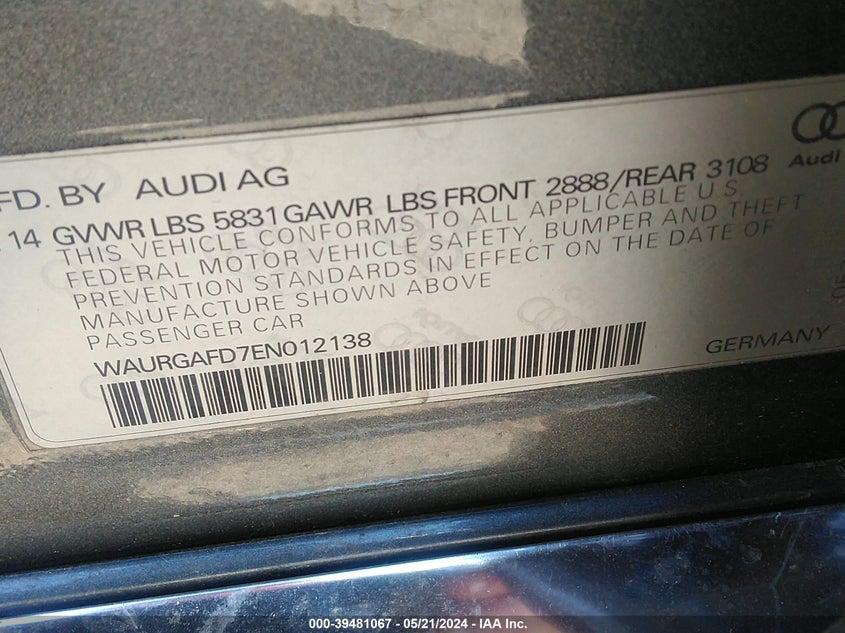 FD. BY AUDI AG
14 GVWR LBS 5831 GAWR LBS FRONT 2888/REAR 3108
THIS VEHICLE CONFORMS TO ALL APPLICABLE U.S.
FEDERAL MOTOR VEHICLE SAFETY, BUMPER AND THEFT
PREVENTION STANDARDS IN EFFECT ON THE DATE OF
MANUFACTURE SHOWN ABOVE
PASSENGER CAR
WAURGAFD7EN012138
Audi
GERMANY
000-39481067 - 05/21/2024 - IAA Inc.